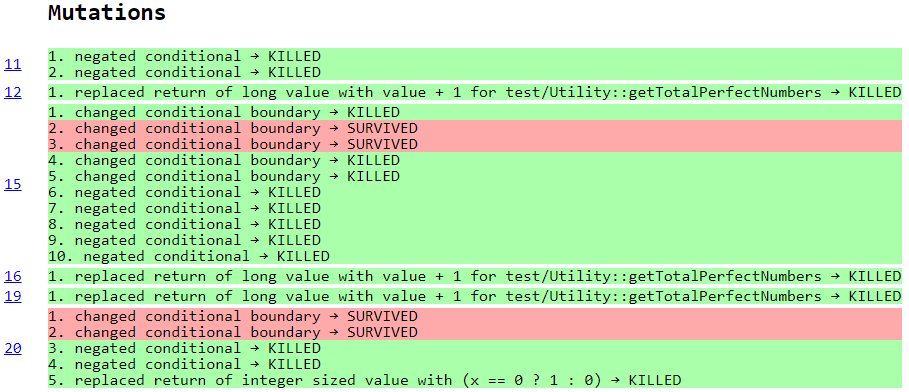 Mutations
11
1. negated conditional → KILLED
2. negated conditional → KILLED
12
1. replaced return of long value with value + 1 for test/Utility::getTotalPerfectNumbers → KILLED
15
1. changed conditional boundary → KILLED
2. changed conditional boundary → SURVIVED
3. changed conditional boundary → SURVIVED
4. changed conditional boundary → KILLED
5. changed conditional boundary → KILLED
6. negated conditional → KILLED
7. negated conditional → KILLED
8. negated conditional → KILLED
9. negated conditional → KILLED
10. negated conditional → KILLED
16
1. replaced return of long value with value + 1 for test/Utility::getTotalPerfectNumbers → KILLED
19
1. replaced return of long value with value + 1 for test/Utility::getTotalPerfectNumbers → KILLED
20
1. changed conditional boundary → SURVIVED
2. changed conditional boundary → SURVIVED
3. negated conditional → KILLED
4. negated conditional → KILLED
5. replaced return of integer sized value with (x == 0 ? 1 : 0) → KILLED